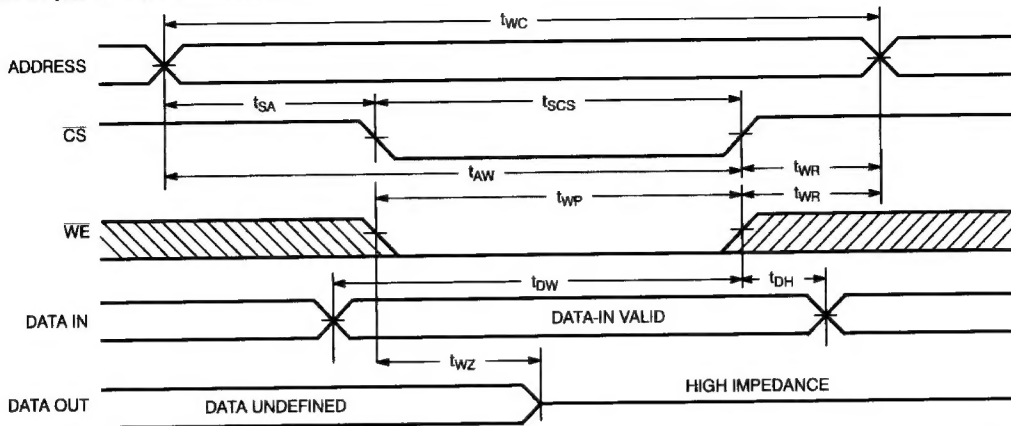 tWC
ADDRESS
tSA
tSCS
CS
tAW
tWR
tWP
tWR
WE
tDW
tDH
DATA IN
DATA-IN VALID
tWZ
HIGH IMPEDANCE
DATA OUT
DATA UNDEFINED